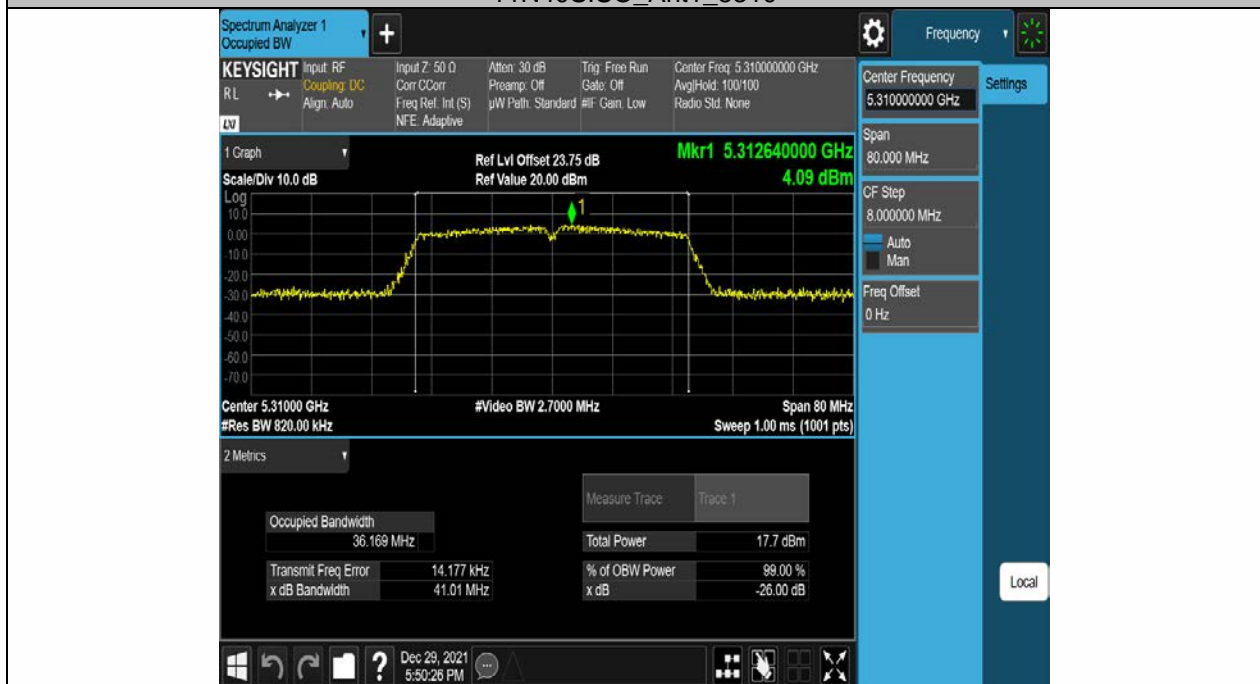 Spectrum Analyzer 1
Occupied BW
Frequency
KEYSIGHT
RL
LXI
Input: RF
Coupling: DC
Align: Auto
Input Z: 50 Ω
Corr CCorr
Freq Ref: Int (S)
NFE: Adaptive
Atten: 30 dB
Preamp: Off
µW Path: Standard
Trig: Free Run
Gate: Off
#IF Gain: Low
Center Freq: 5.310000000 GHz
Avg|Hold: 100/100
Radio Std: None
Center Frequency
5.310000000 GHz
Settings
Span
80.000 MHz
CF Step
8.000000 MHz
Auto
Man
Freq Offset
0 Hz
Local
1 Graph
Scale/Div 10.0 dB
Ref Lvl Offset 23.75 dB
Ref Value 20.00 dBm
Mkr1 5.312640000 GHz
4.09 dBm
Log
10.0
0.00
-10.0
-20.0
-30.0
-40.0
-50.0
-60.0
-70.0
1
Center 5.31000 GHz
#Res BW 820.00 kHz
#Video BW 2.7000 MHz
Span 80 MHz
Sweep 1.00 ms (1001 pts)
2 Metrics
Measure Trace Trace 1
Occupied Bandwidth
36.169 MHz
Total Power 17.7 dBm
Transmit Freq Error 14.177 kHz
% of OBW Power 99.00 %
x dB Bandwidth 41.01 MHz
x dB -26.00 dB
Dec 29, 2021
5:50:26 PM